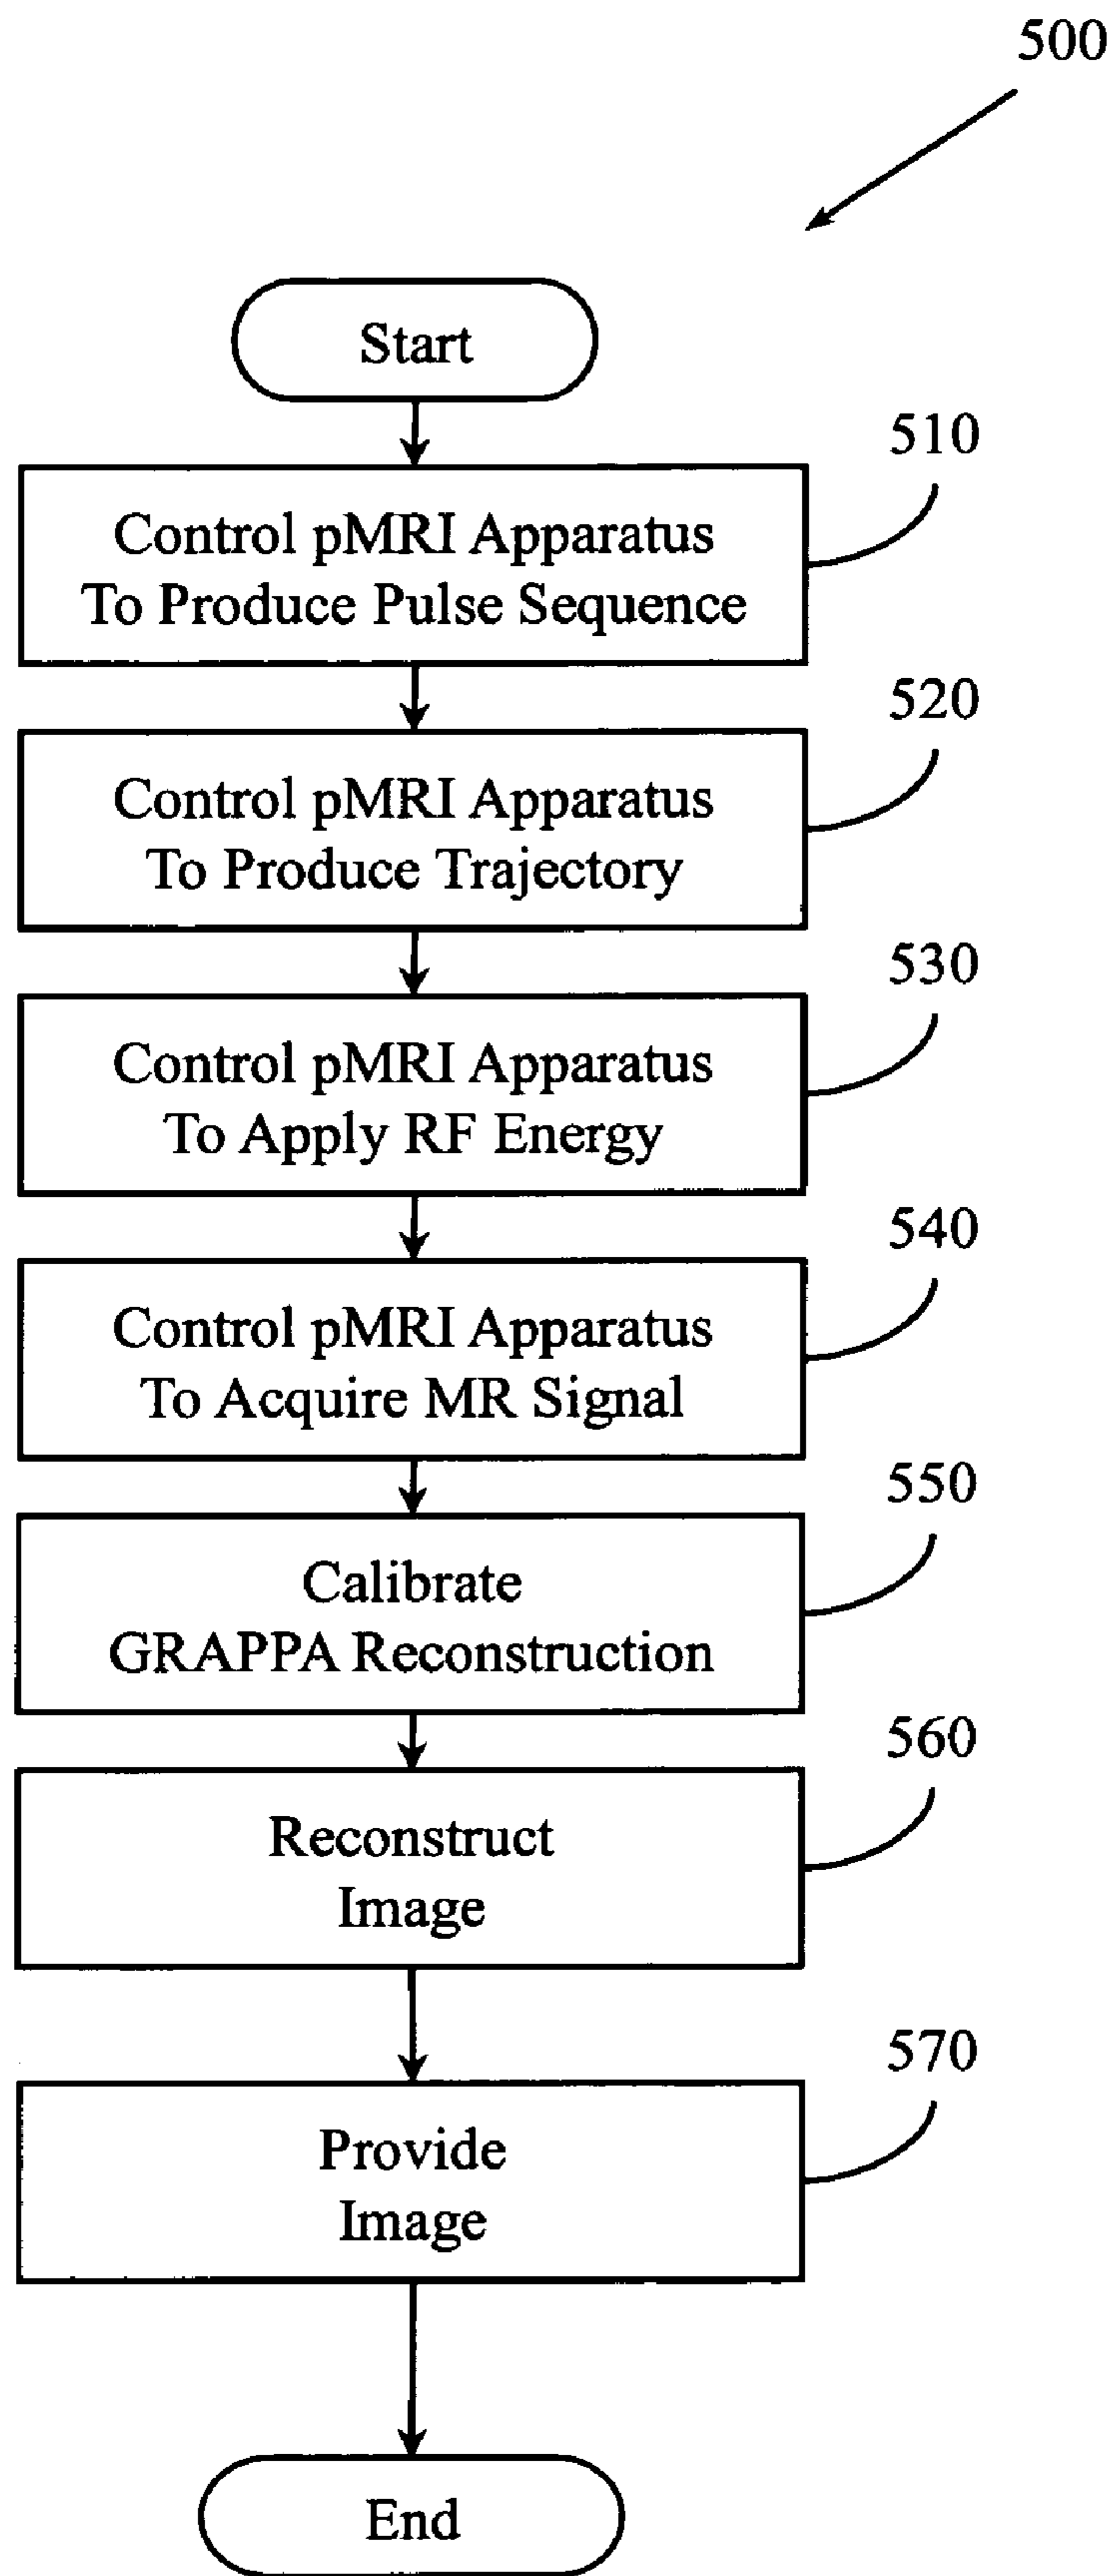 500
Start
510
Control pMRI Apparatus
To Produce Pulse Sequence
520
Control pMRI Apparatus
To Produce Trajectory
530
Control pMRI Apparatus
To Apply RF Energy
540
Control pMRI Apparatus
To Acquire MR Signal
550
Calibrate
GRAPPA Reconstruction
560
Reconstruct
Image
570
Provide
Image
End